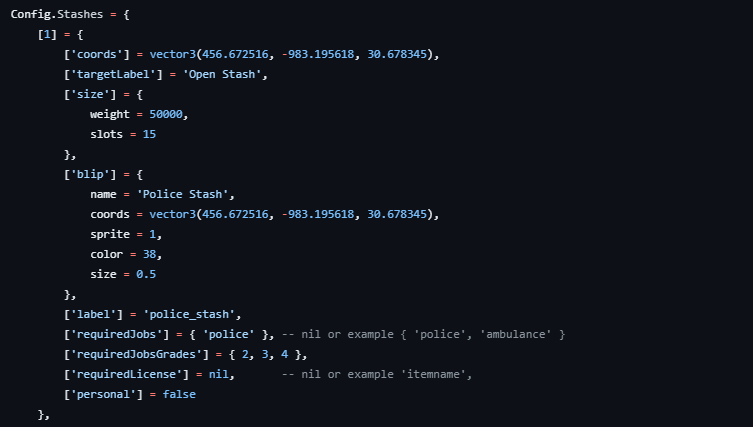 Config.Stashes = {
    [1] = {
        ['coords'] = vector3(456.672516, -983.195618, 30.678345),
        ['targetLabel'] = 'Open Stash',
        ['size'] = {
            weight = 50000,
            slots = 15
        },
        ['blip'] = {
            name = 'Police Stash',
            coords = vector3(456.672516, -983.195618, 30.678345),
            sprite = 1,
            color = 38,
            size = 0.5
        },
        ['label'] = 'police_stash',
        ['requiredJobs'] = { 'police' }, -- nil or example { 'police', 'ambulance' }
        ['requiredJobsGrades'] = { 2, 3, 4 },
        ['requiredLicense'] = nil,       -- nil or example 'itemname',
        ['personal'] = false
    },